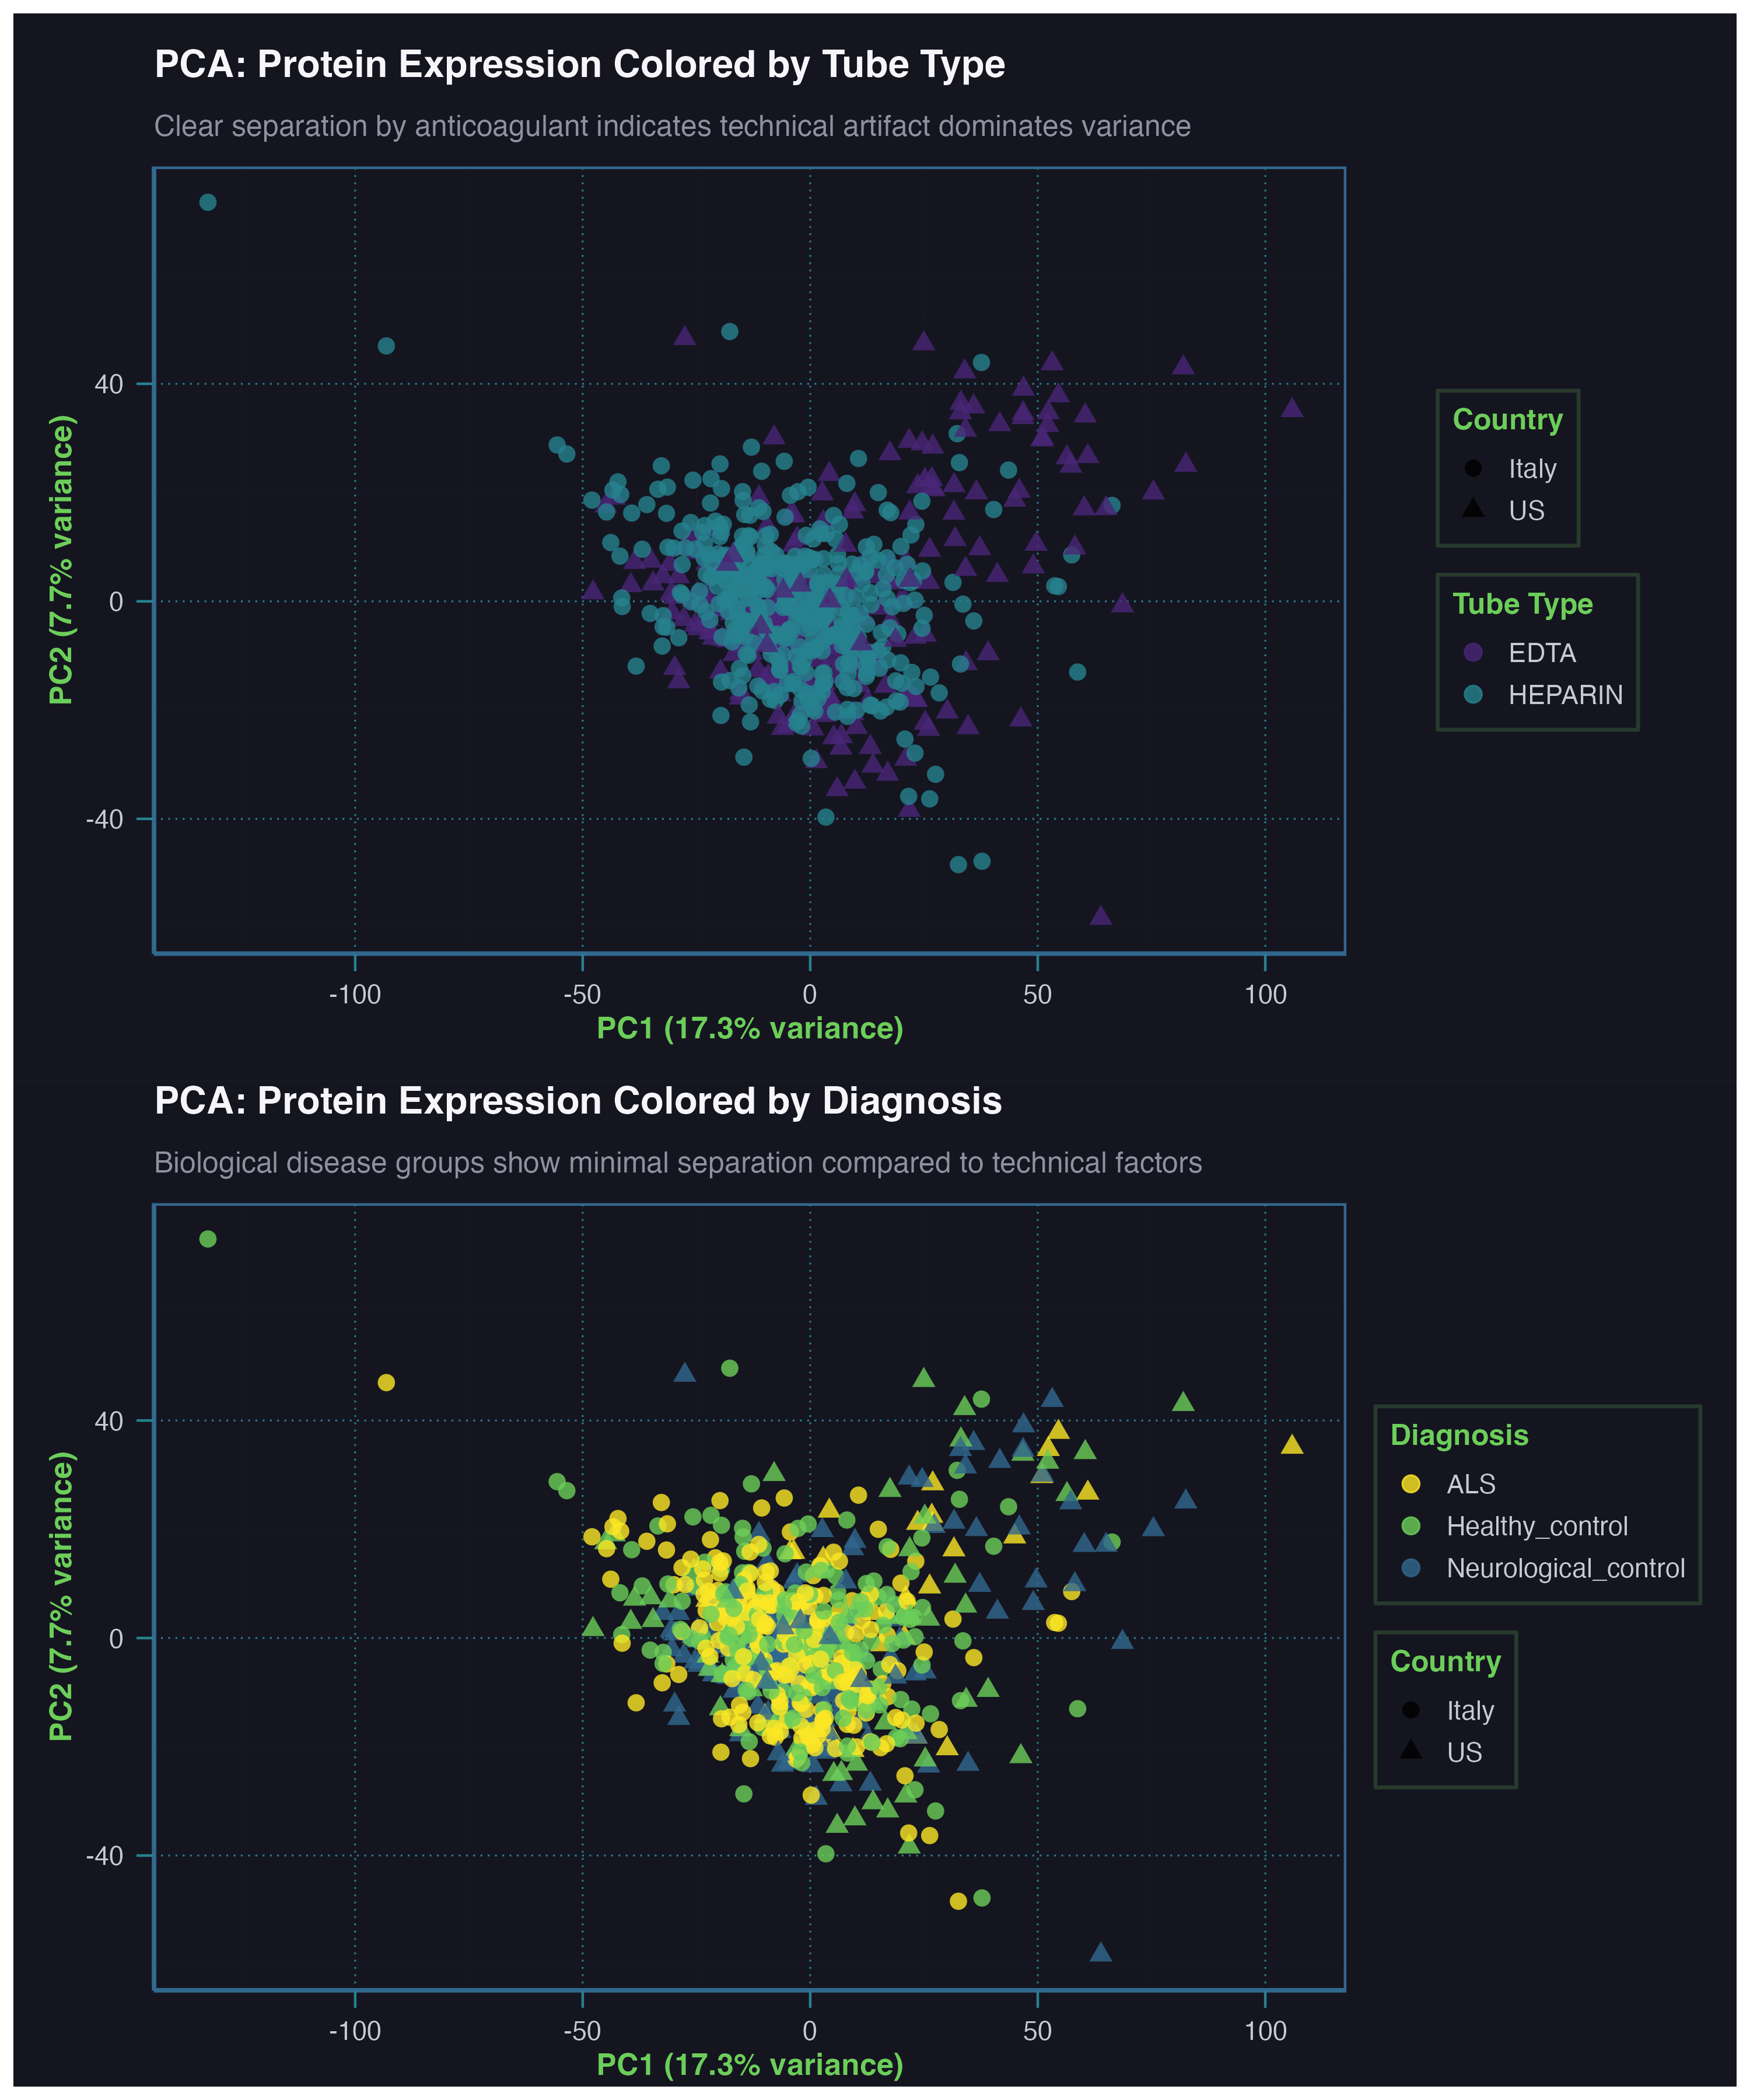 PCA: Protein Expression Colored by Tube Type
Clear separation by anticoagulant indicates technical artifact dominates variance
PC2 (7.7% variance)
40
0
-40
-100
-50
0
50
100
PC1 (17.3% variance)
Country
Italy
US
Tube Type
EDTA
HEPARIN
PCA: Protein Expression Colored by Diagnosis
Biological disease groups show minimal separation compared to technical factors
PC2 (7.7% variance)
40
0
-40
-100
-50
0
50
100
PC1 (17.3% variance)
Diagnosis
ALS
Healthy_control
Neurological_control
Country
Italy
US